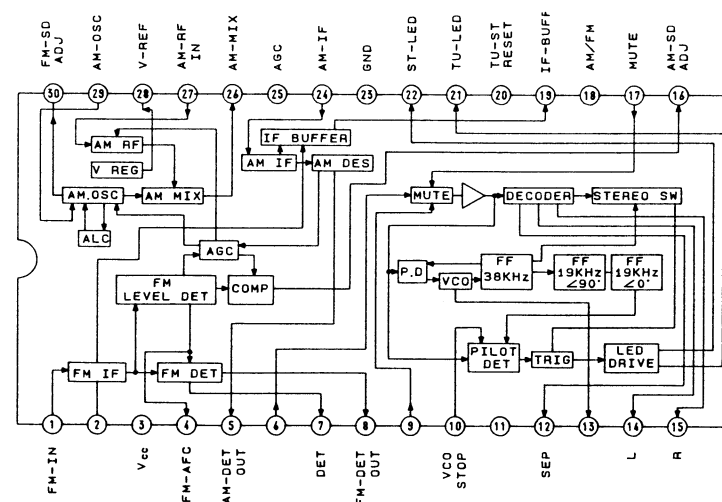 FM-SD ADJ
AM-OSC
V-REF
AM-RF IN
AM-MIX
AGC
AM-IF
GND
ST-LED
TU-LED
TU-ST RESET
IF-BUFF
AM/FM
MUTE
AM-SD ADJ
30 29 28 27 26 25 24 23 22 21 20 19 18 17 16
AM RF
IF BUFFER
V REG
AM IF
AM DES
AM.OSC
AM MIX
MUTE
DECODER
STEREO SW
ALC
AGC
P.D
VCO
FF 38KHz
FF 19KHz ∠90°
FF 19KHz ∠0°
FM LEVEL DET
COMP
PILOT DET
TRIG
LED DRIVE
FM IF
FM DET
1 2 3 4 5 6 7 8 9 10 11 12 13 14 15
FM-IN
Vcc
FM-AFC
AM-DET OUT
DET
FM-DET OUT
VCO STOP
SEP
L
R